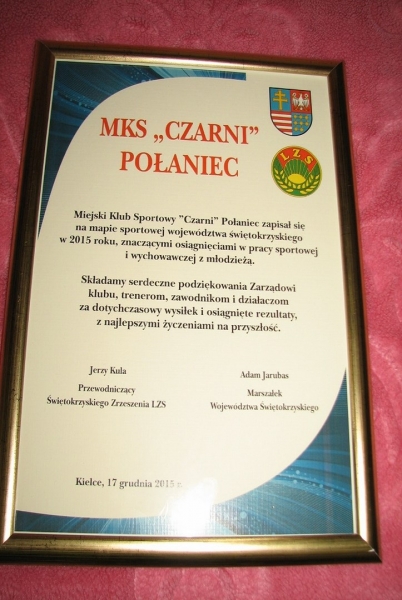 MKS „CZARNI”
POŁANIEC
LZS
Miejski Klub Sportowy "Czarni" Połaniec zapisał się
na mapie sportowej województwa świętokrzyskiego
w 2015 roku, znaczącymi osiągnięciami w pracy sportowej
i wychowawczej z młodzieżą.
Składamy serdeczne podziękowania Zarządowi
klubu, trenerom, zawodnikom i działaczom
za dotychczasowy wysiłek i osiągnięte rezultaty,
z najlepszymi życzeniami na przyszłość.
Jerzy Kula
Przewodniczący
Świętokrzyskiego Zrzeszenia LZS
Adam Jarubas
Marszałek
Województwa Świętokrzyskiego
Kielce, 17 grudnia 2015 r.